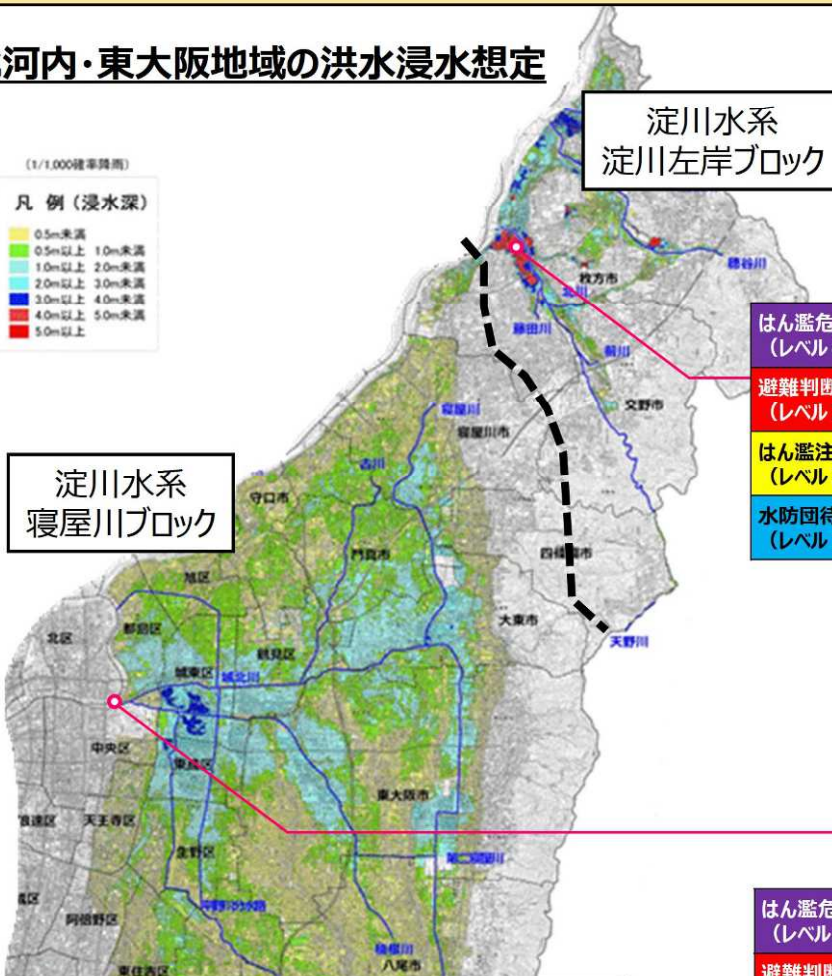 河内・東大阪地域の洪水浸水想定
淀川水系
淀川左岸ブロック
(1/1,000確率降雨)
凡 例 (浸水深)
0.5m未満
0.5m以上 1.0m未満
1.0m以上 2.0m未満
2.0m以上 3.0m未満
3.0m以上 4.0m未満
4.0m以上 5.0m未満
5.0m以上
穂谷川
枚方市
北川
藤田川
前川
はん濫危
(レベル
避難判断
(レベル
はん濫注
(レベル
水防団待
(レベル
交野市
寝屋川
寝屋川市
古川
淀川水系
寝屋川ブロック
守口市
門真市
四條畷市
旭区
大東市
北区
都島区
鶴見区
天野川
城東区
城北川
中央区
東成区
東大阪市
浪速区
天王寺区
生野区
第二寝屋川
平野川分水路
阿倍野区
はん濫危
(レベル
楠根川
八尾市
東住吉区
避難判断